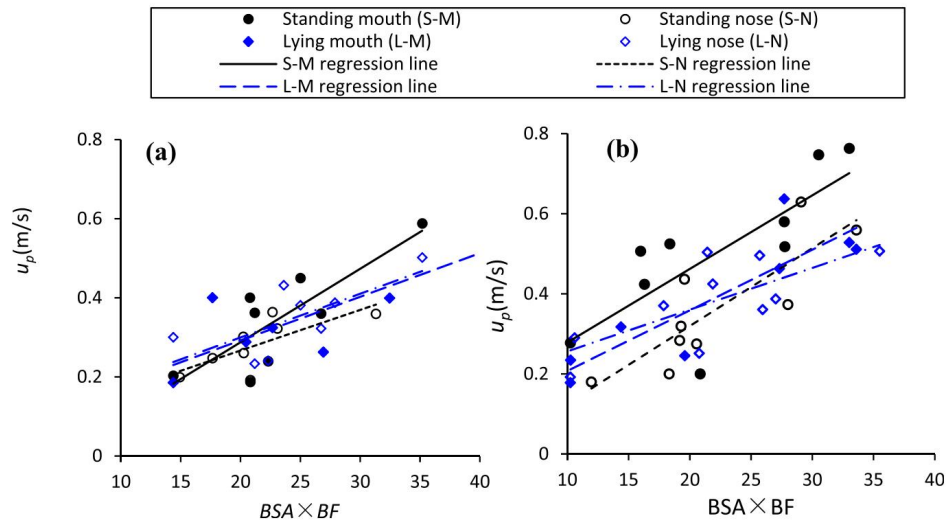 Standing mouth (S-M) Standing nose (S-N)
Lying mouth (L-M) Lying nose (L-N)
S-M regression line S-N regression line
L-M regression line L-N regression line
(a)
0.8
0.6
0.4
0.2
0
u_p(m/s)
10 15 20 25 30 35 40
BSA×BF
(b)
0.8
0.6
0.4
0.2
0
u_p(m/s)
10 15 20 25 30 35 40
BSA×BF